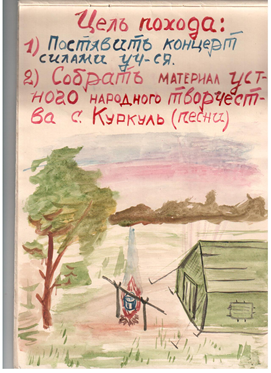 Цель похода:
1) Поставить концерт
силами уч-ся.
2) Собрать материал уст-
ного народного творчест-
ва с. Куркуль (песни)